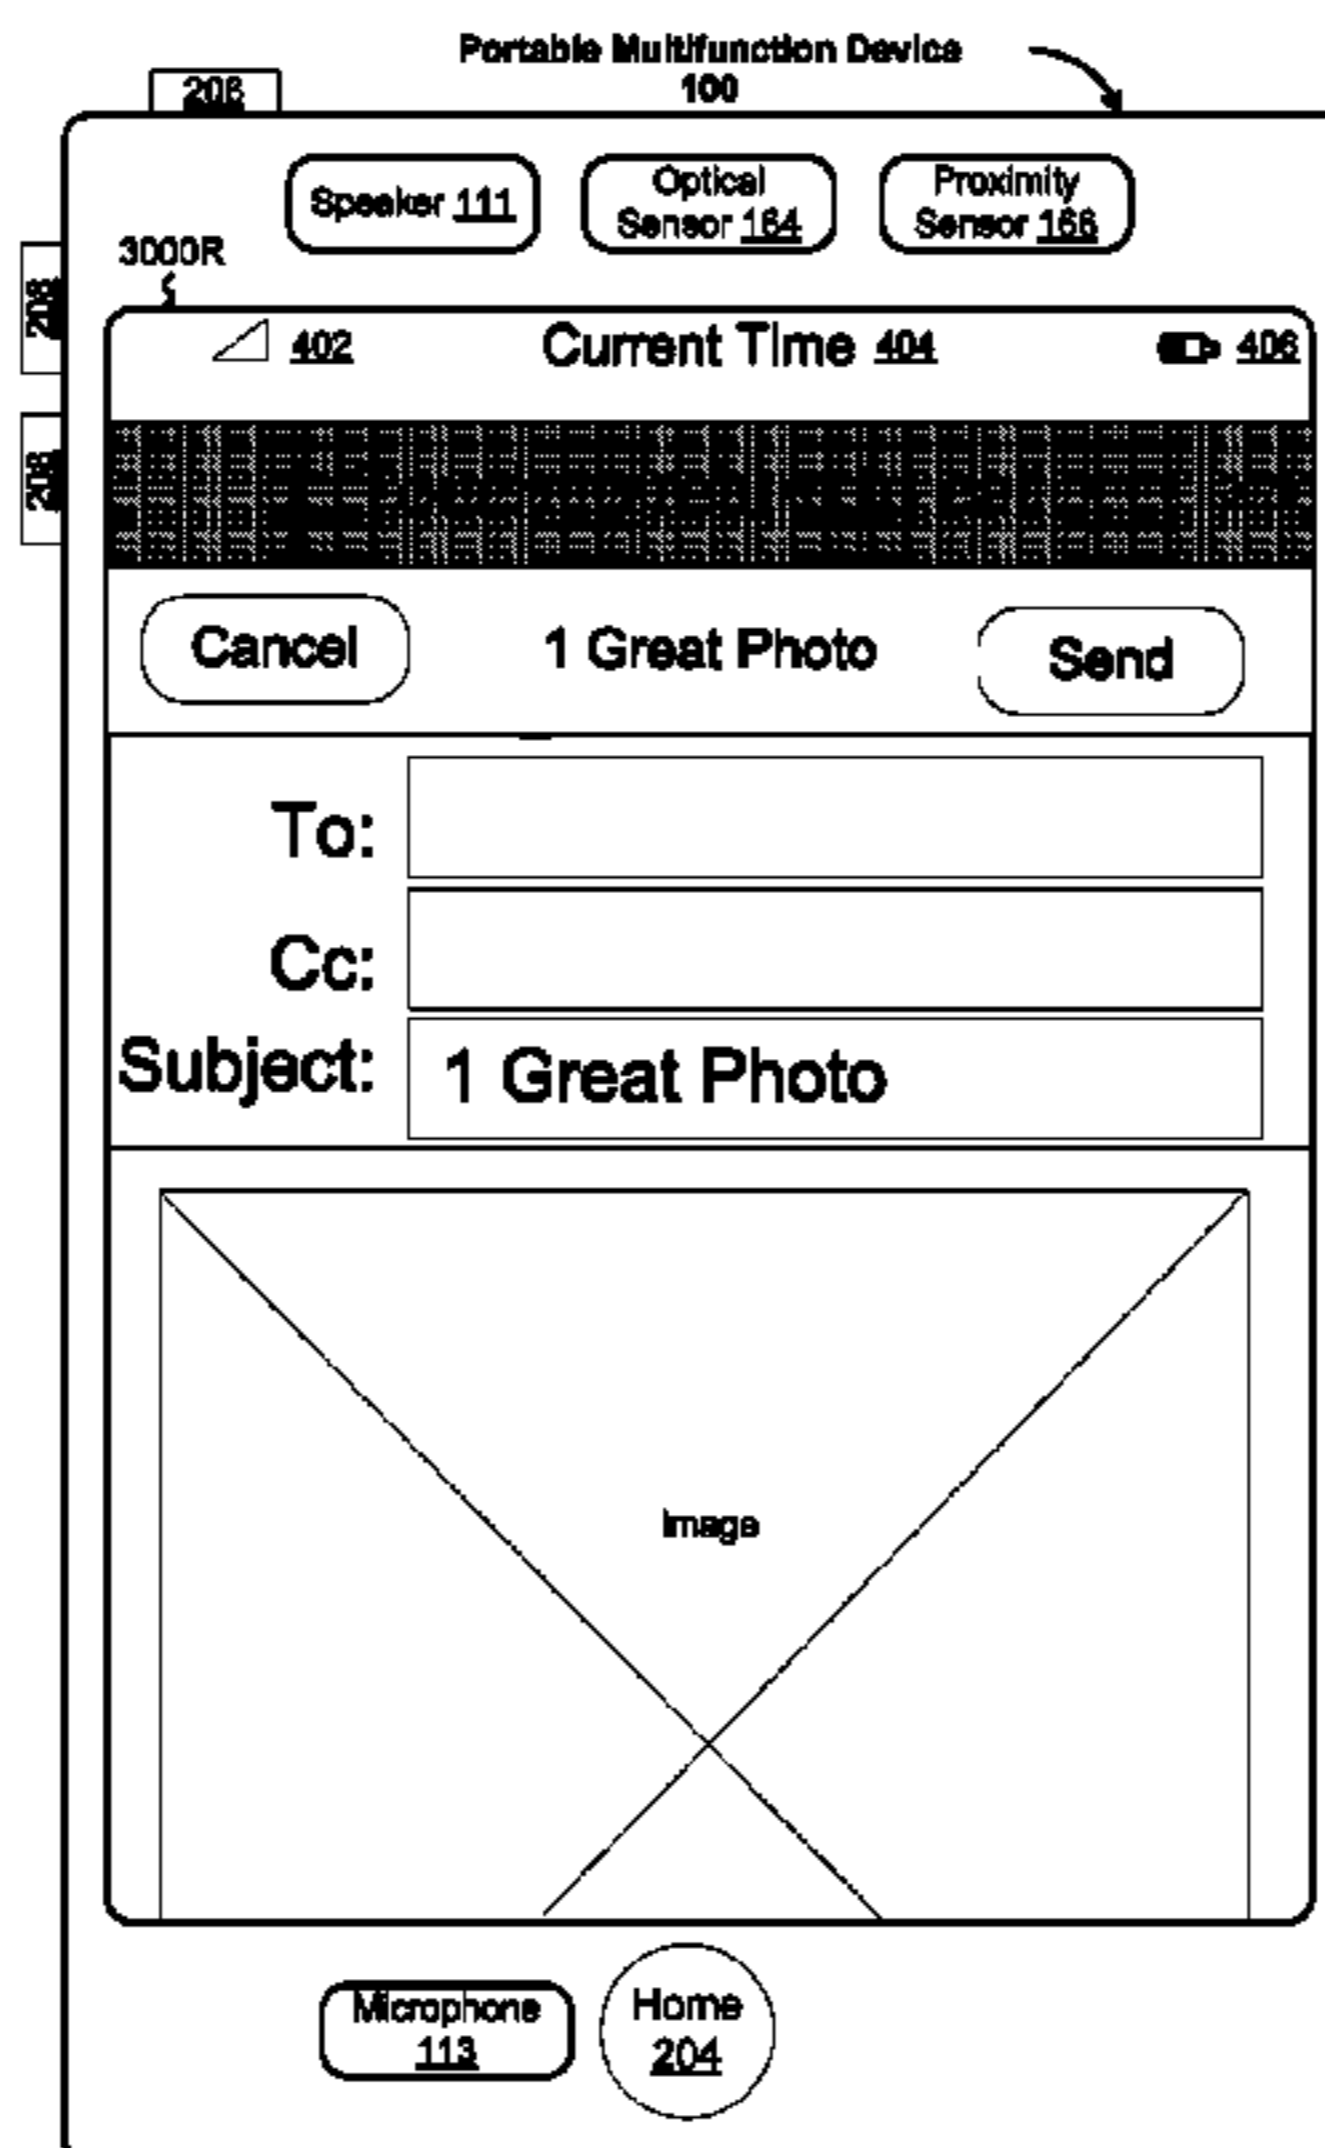 Portable Multifunction Device
100
206
Speaker 111
Optical
Sensor 164
Proximity
Sensor 166
3000R
208
402
Current Time 404
406
208
Cancel
1 Great Photo
Send
To:
Cc:
Subject:
1 Great Photo
Image
Microphone
113
Home
204